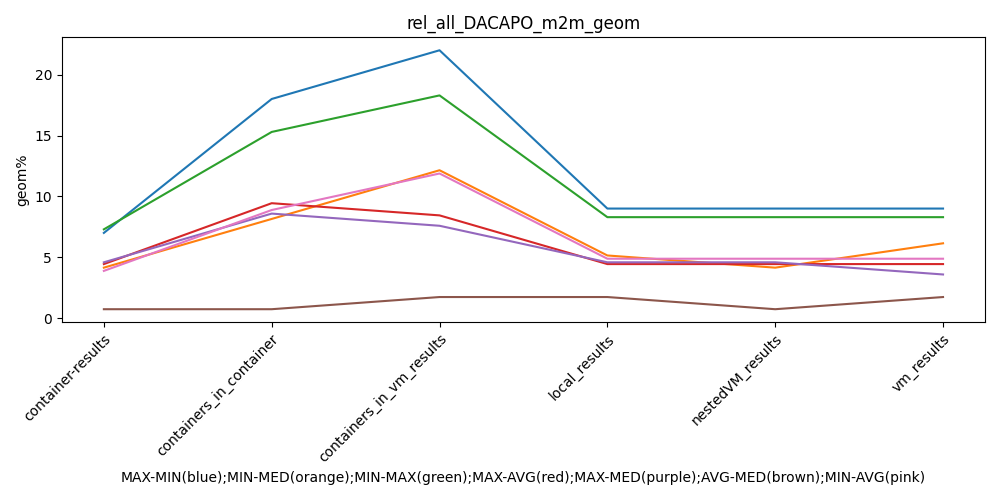 rel_all_DACAPO_m2m_geom
geom%
20
15
10
5
0
container-results
containers_in_container
containers_in_vm_results
local_results
nestedVM_results
vm_results
MAX-MIN(blue);MIN-MED(orange);MIN-MAX(green);MAX-AVG(red);MAX-MED(purple);AVG-MED(brown);MIN-AVG(pink)